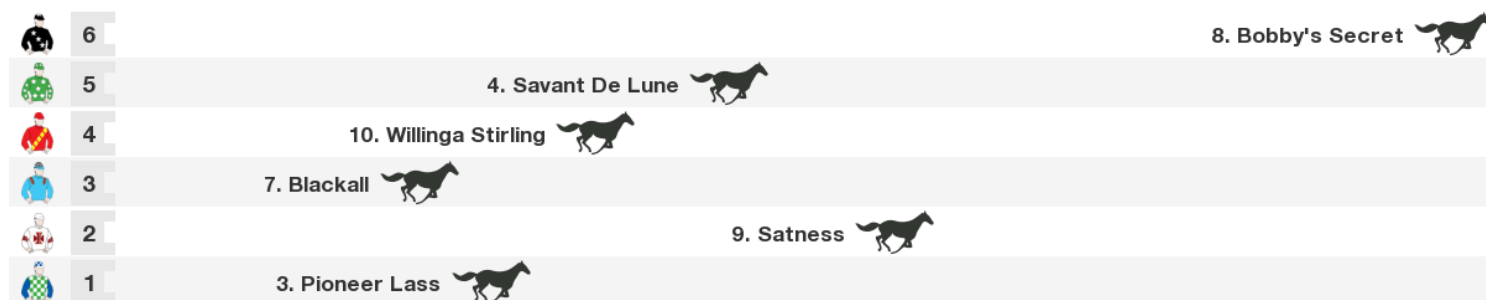 6 8. Bobby's Secret
5 4. Savant De Lune
4 10. Willinga Stirling
3 7. Blackall
2 9. Satness
1 3. Pioneer Lass